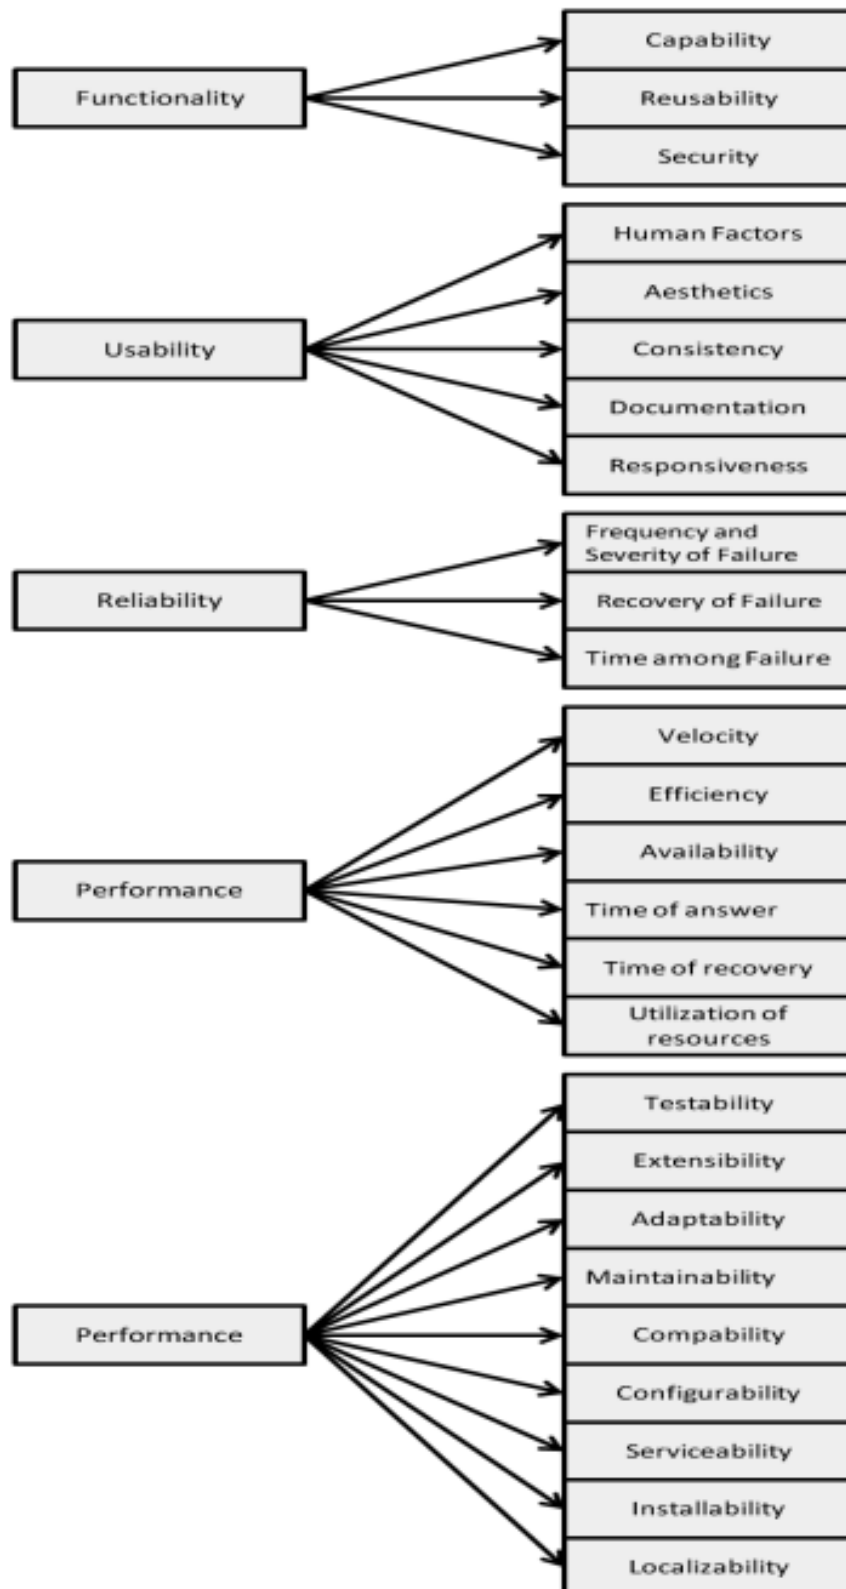 Functionality
Capability
Reusability
Security
Usability
Human Factors
Aesthetics
Consistency
Documentation
Responsiveness
Reliability
Frequency and
Severity of Failure
Recovery of Failure
Time among Failure
Performance
Velocity
Efficiency
Availability
Time of answer
Time of recovery
Utilization of
resources
Performance
Testability
Extensibility
Adaptability
Maintainability
Compability
Configurability
Serviceability
Installability
Localizability